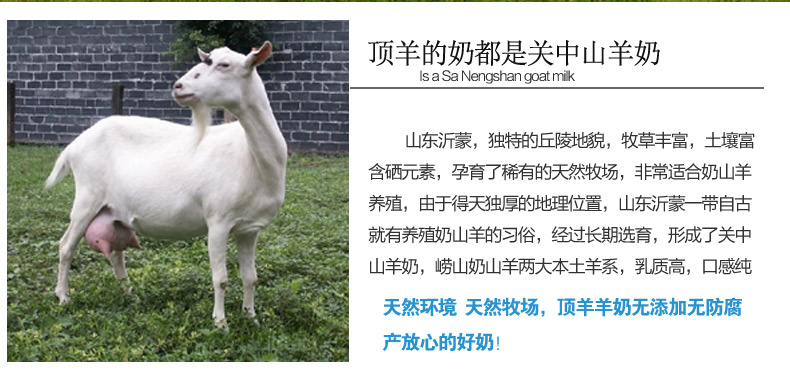 顶羊的奶都是关中山羊奶
Is a Sa Nengshan goat milk
山东沂蒙，独特的丘陵地貌，牧草丰富，土壤富
含硒元素，孕育了稀有的天然牧场，非常适合奶山羊
养殖，由于得天独厚的地理位置，山东沂蒙一带自古
就有养殖奶山羊的习俗，经过长期选育，形成了关中
山羊奶，崂山奶山羊两大本土羊系，乳质高，口感纯
天然环境 天然牧场，顶羊羊奶无添加无防腐
产放心的好奶！